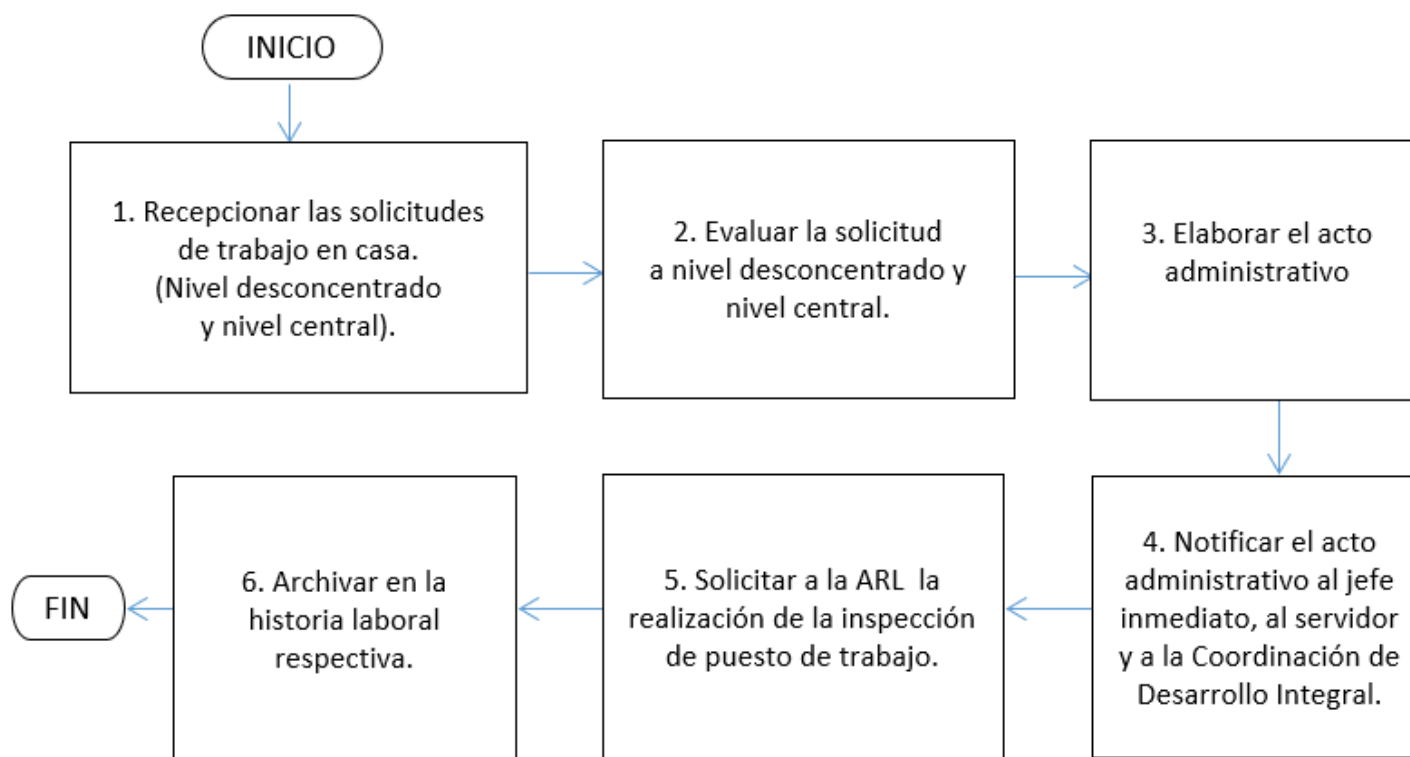 INICIO
1. Recepcionar las solicitudes
de trabajo en casa.
(Nivel desconcentrado
y nivel central).
2. Evaluar la solicitud
a nivel desconcentrado y
nivel central.
3. Elaborar el acto
administrativo
4. Notificar el acto
administrativo al jefe
inmediato, al servidor
y a la Coordinación de
Desarrollo Integral.
5. Solicitar a la ARL la
realización de la inspección
de puesto de trabajo.
6. Archivar en la
historia laboral
respectiva.
FIN